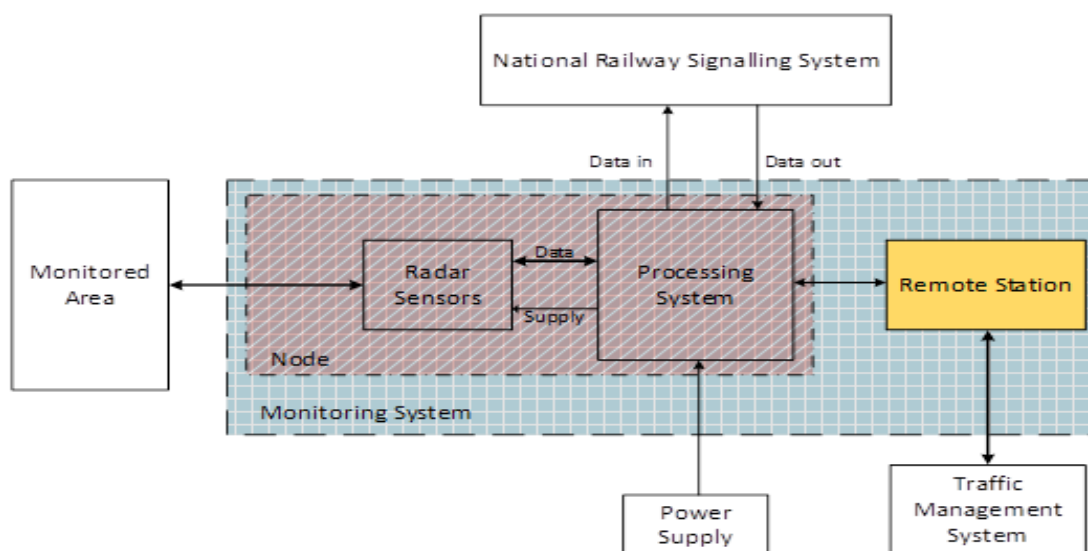 National Railway Signalling System
Data in
Data out
Monitored
Area
Radar
Sensors
Data
Supply
Processing
System
Remote Station
Node
Monitoring System
Power
Supply
Traffic
Management
System